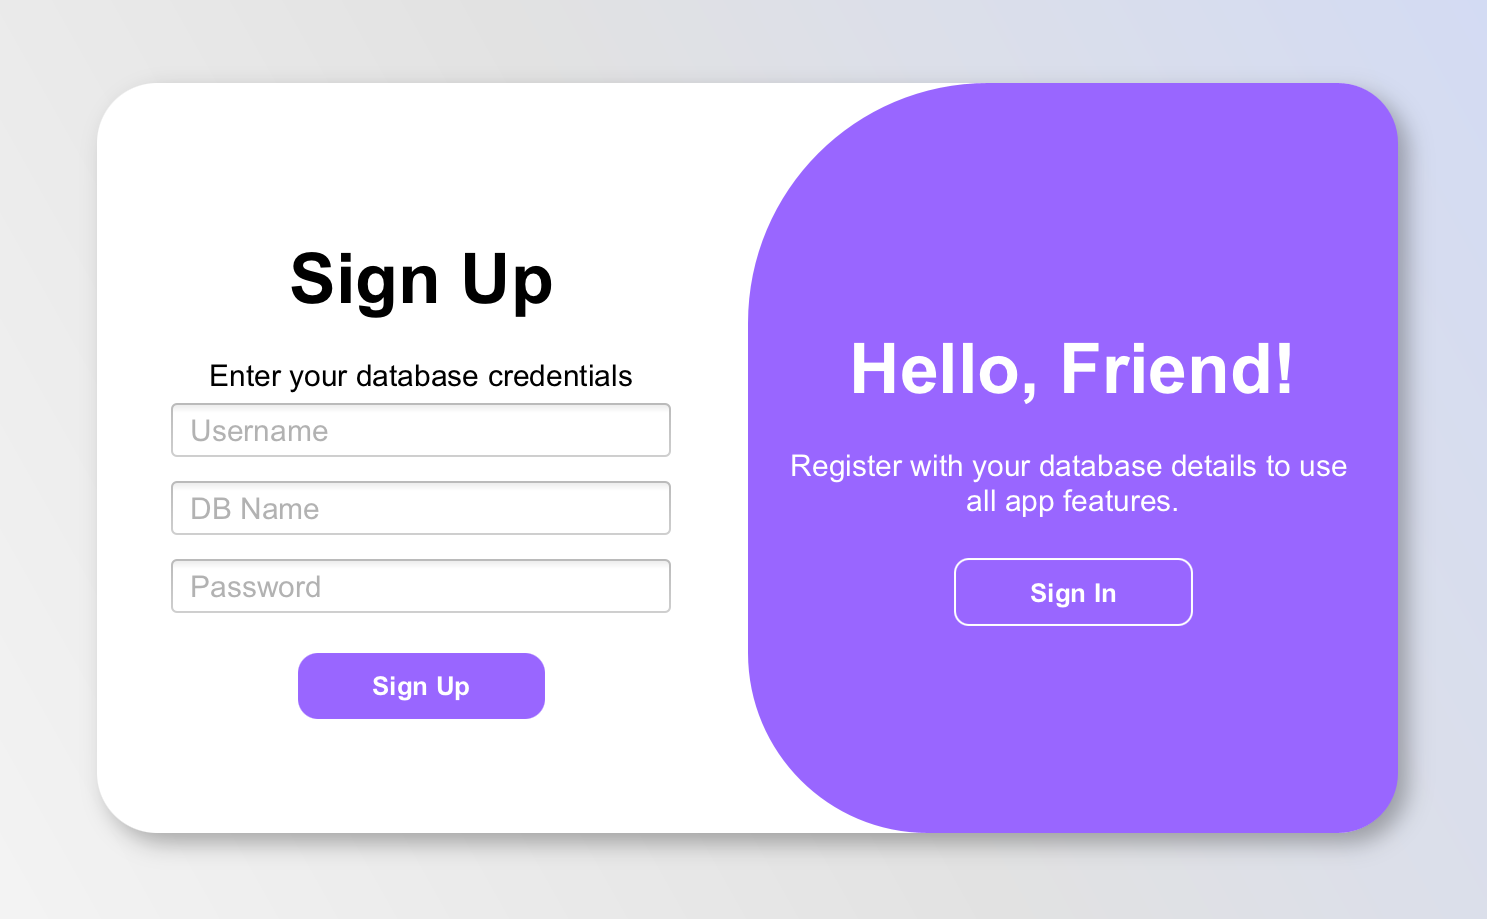 Sign Up
Enter your database credentials
Username
DB Name
Password
Sign Up
Hello, Friend!
Register with your database details to use
all app features.
Sign In